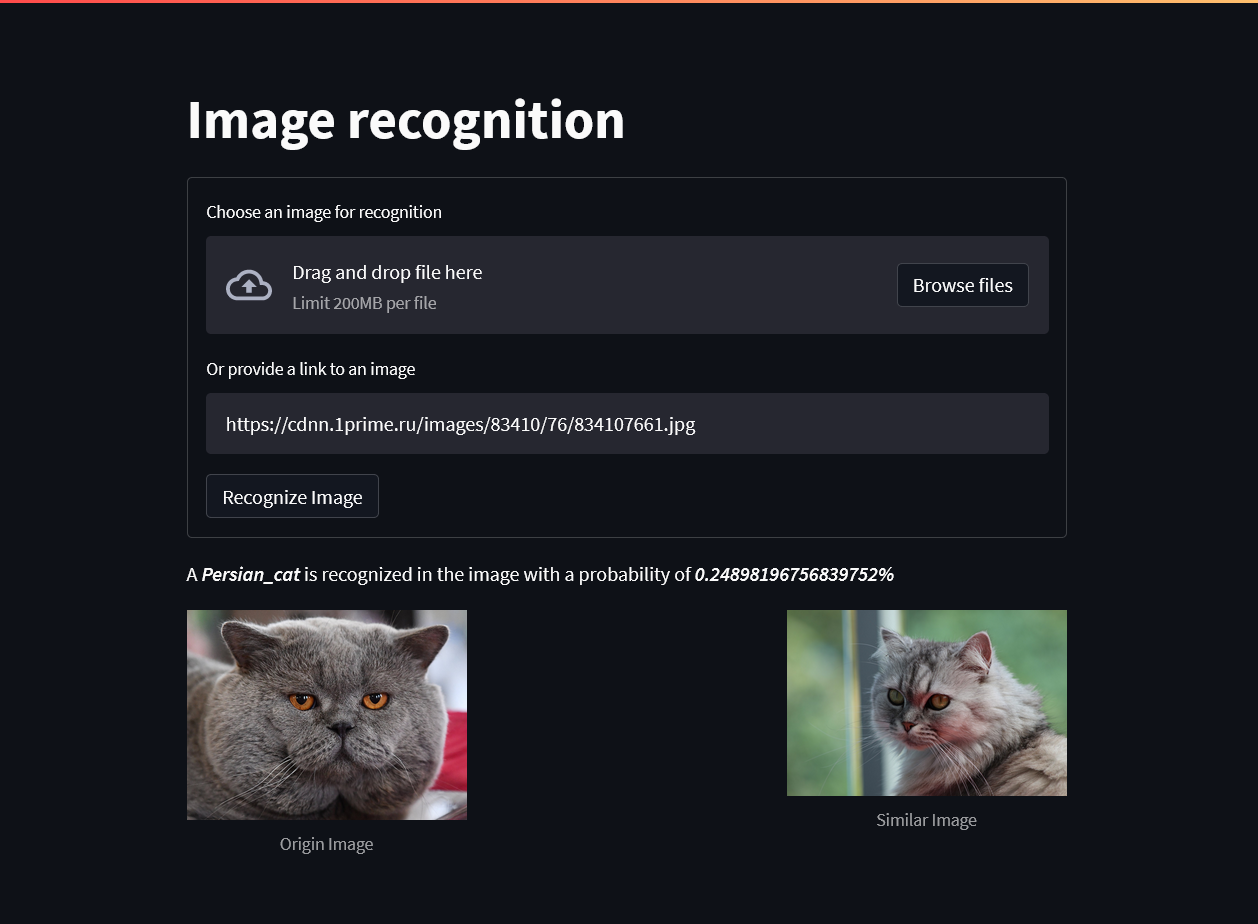 Image recognition
Choose an image for recognition
Drag and drop file here
Limit 200MB per file
Browse files
Or provide a link to an image
https://cdnn.1prime.ru/images/83410/76/834107661.jpg
Recognize Image
A Persian_cat is recognized in the image with a probability of 0.24898196756839752%
Origin Image
Similar Image